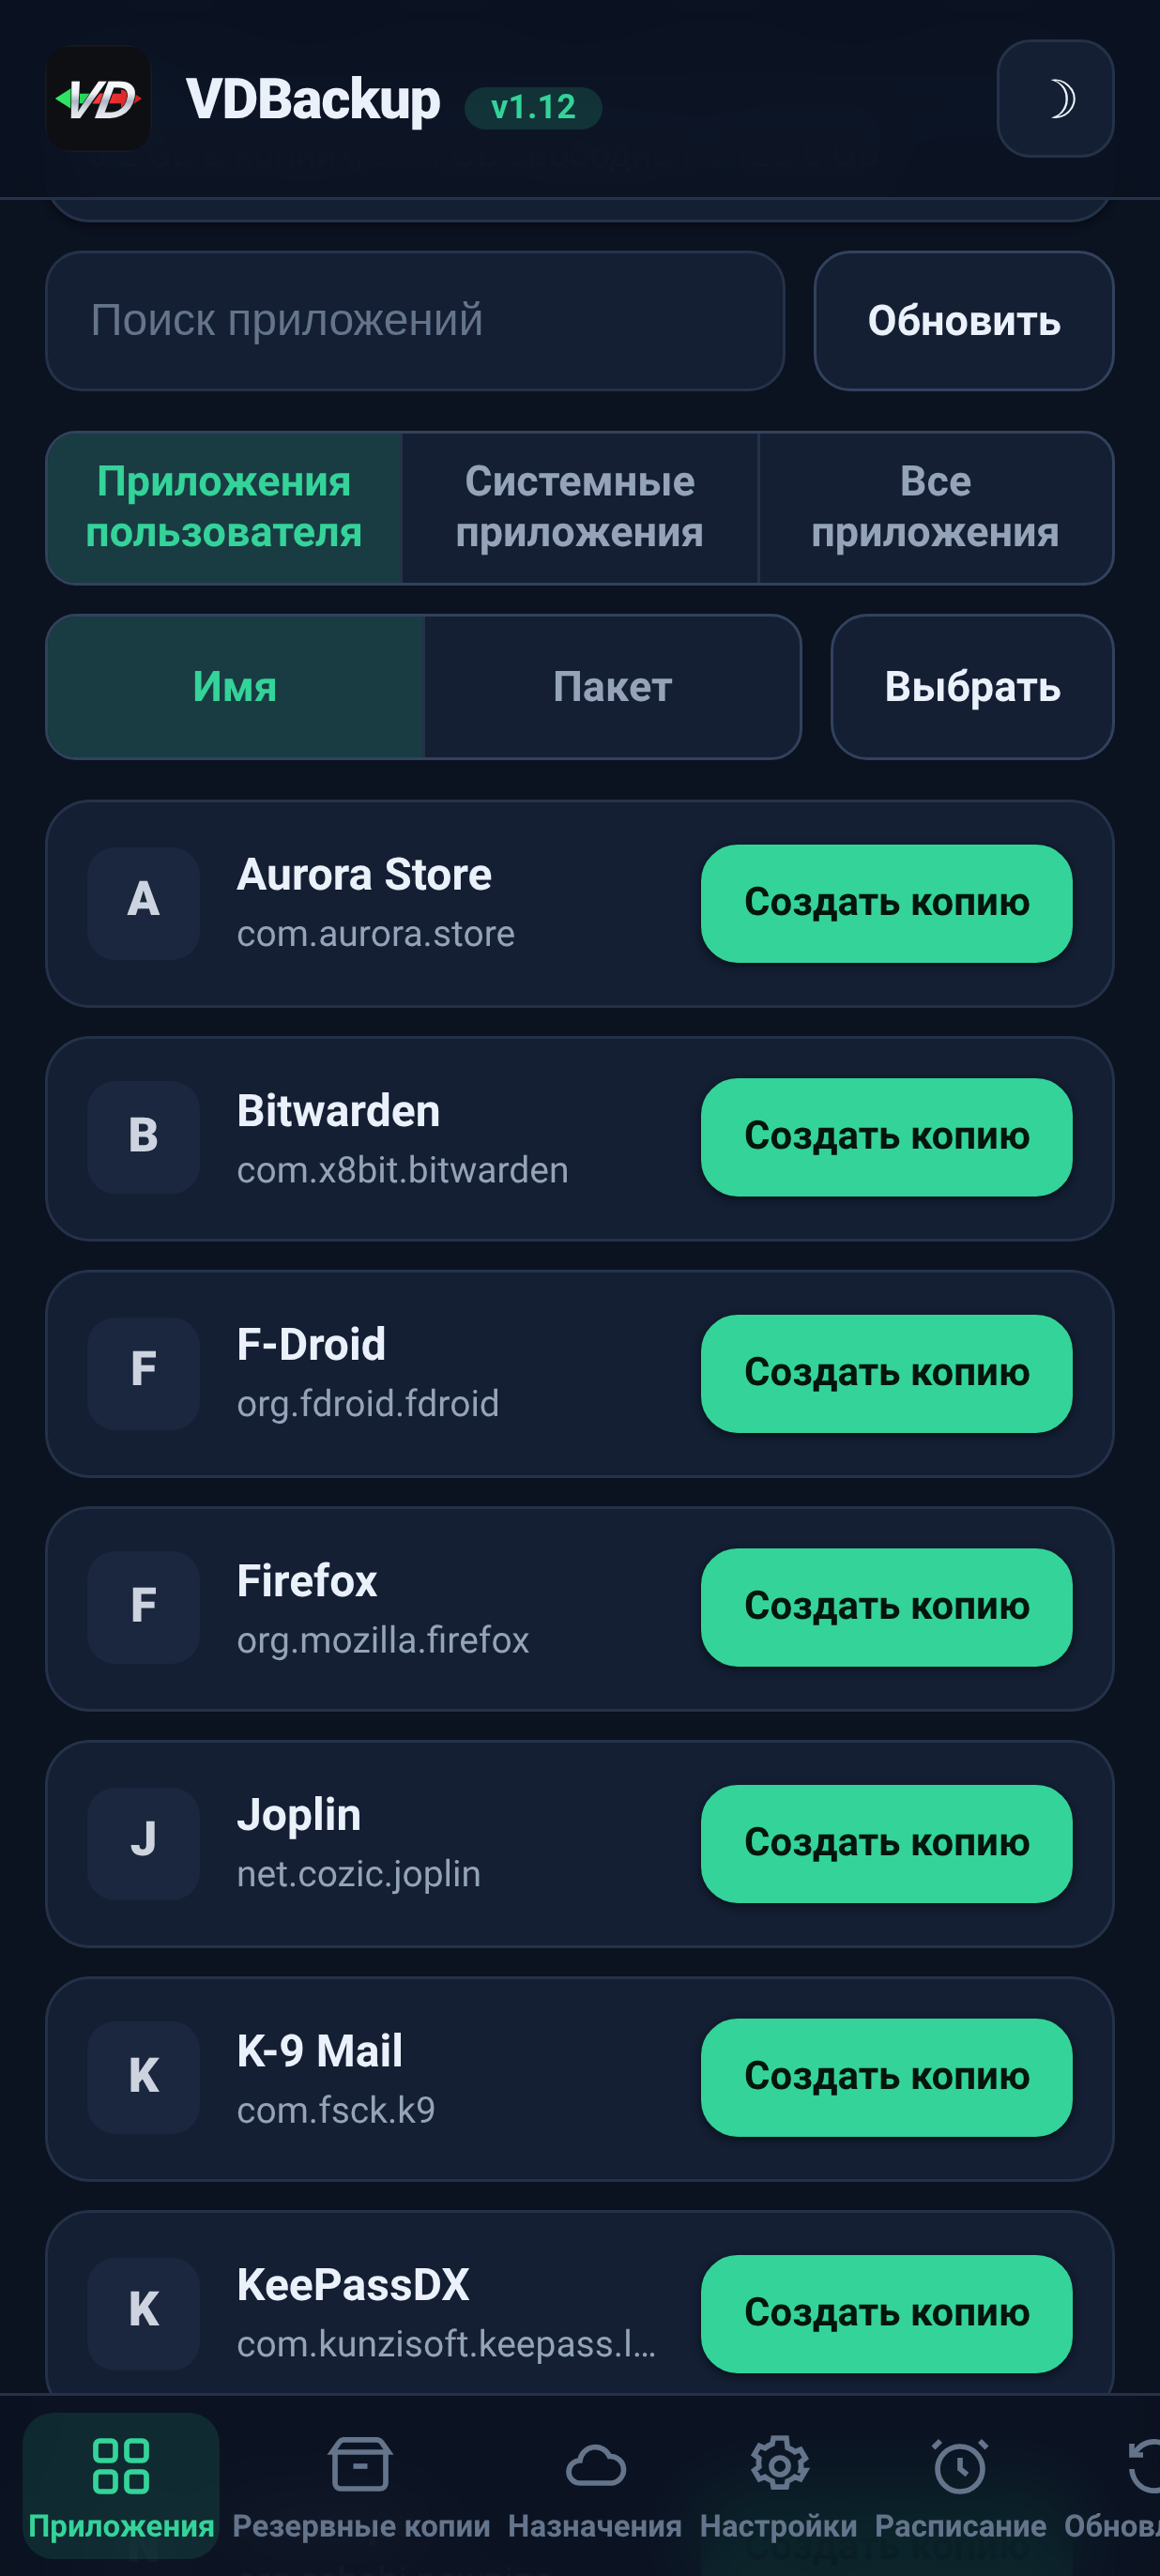 VD
VDBackup v1.12
Поиск приложений
Обновить
Приложения пользователя
Системные приложения
Все приложения
Имя
Пакет
Выбрать
A
Aurora Store
com.aurora.store
Создать копию
B
Bitwarden
com.x8bit.bitwarden
Создать копию
F
F-Droid
org.fdroid.fdroid
Создать копию
F
Firefox
org.mozilla.firefox
Создать копию
J
Joplin
net.cozic.joplin
Создать копию
K
K-9 Mail
com.fsck.k9
Создать копию
K
KeePassDX
com.kunzisoft.keepass.l…
Создать копию
Приложения
Резервные копии
Назначения
Настройки
Расписание